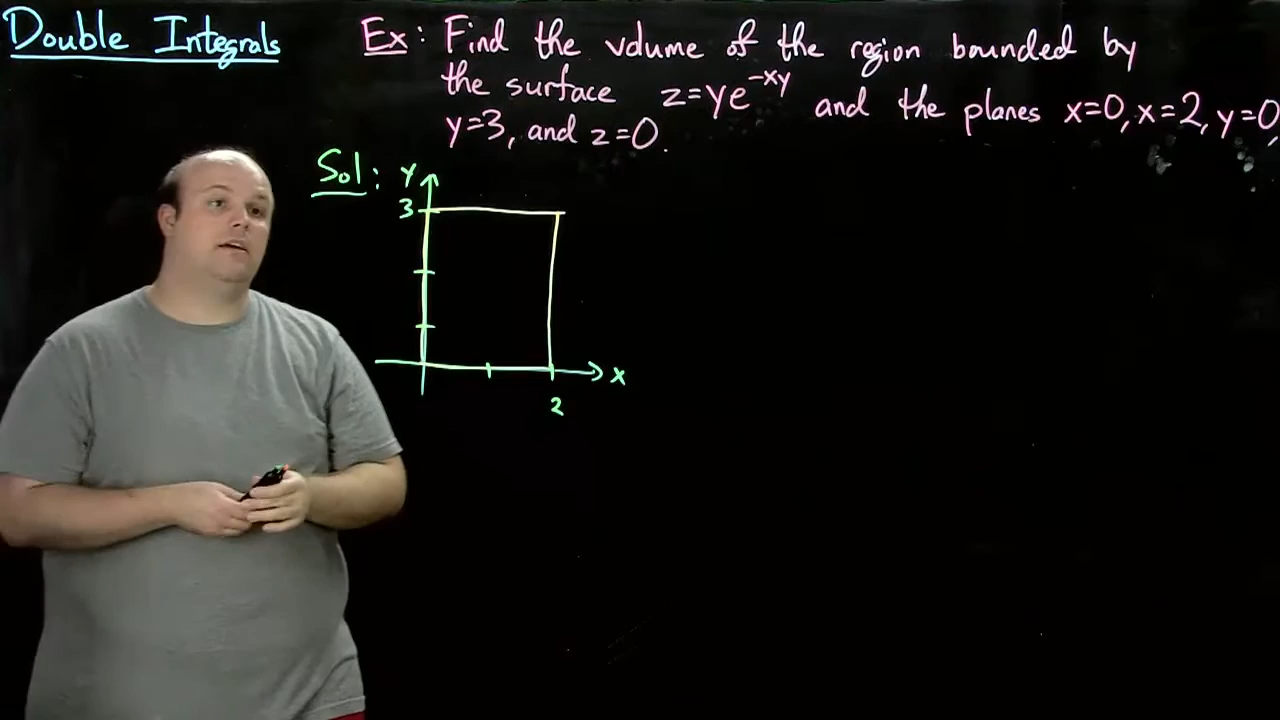 Double Integrals
Ex: Find the volume of the region bounded by
the surface z=ye^{-xy} and the planes x=0, x=2, y=0,
y=3, and z=0.
Sol:
y
3
x
2